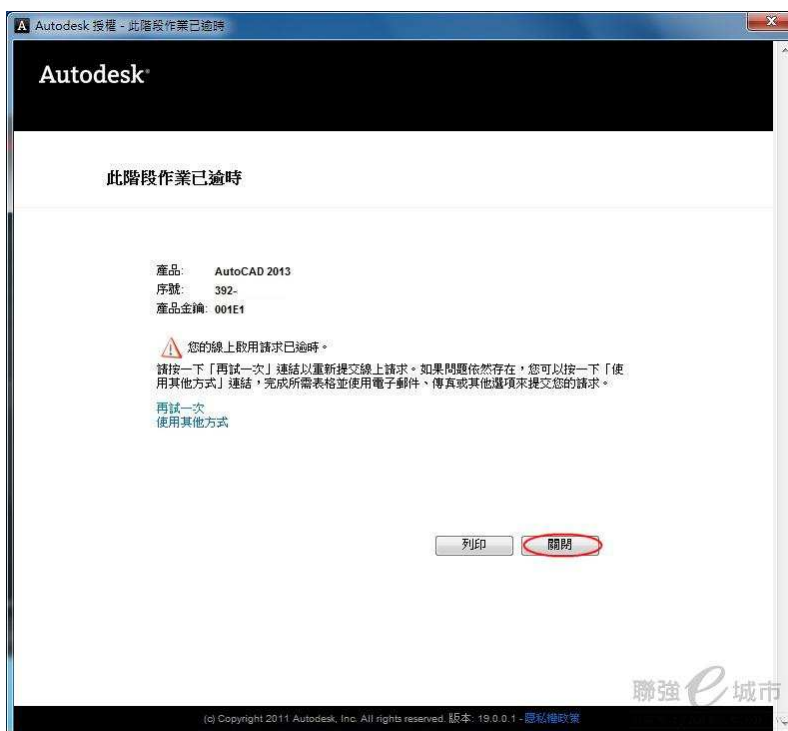 Autodesk 授權 - 此階段作業已逾時
Autodesk
此階段作業已逾時
產品: AutoCAD 2013
序號: 392-
產品金鑰: 001E1
您的線上啟用請求已逾時。
請按一下「再試一次」連結以重新提交線上請求。如果問題依然存在，您可以按一下「使
用其他方式」連結，完成所需表格並使用電子郵件、傳真或其他選項來提交您的請求。
再試一次
使用其他方式
列印 關閉
聯強e城市
(c) Copyright 2011 Autodesk, Inc. All rights reserved. 版本: 19.0.0.1 - 隱私權政策